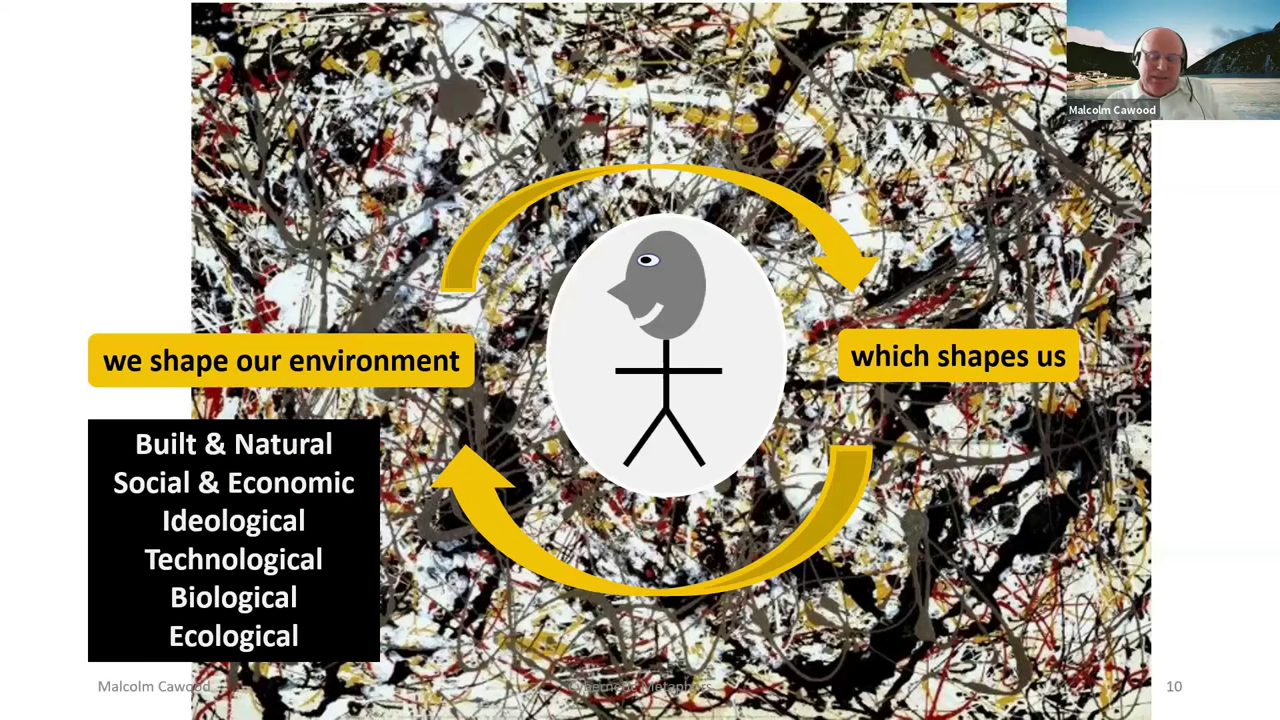 Malcolm Cawood
we shape our environment
which shapes us
Built & Natural
Social & Economic
Ideological
Technological
Biological
Ecological
Malcolm Cawood
Metaphors
10